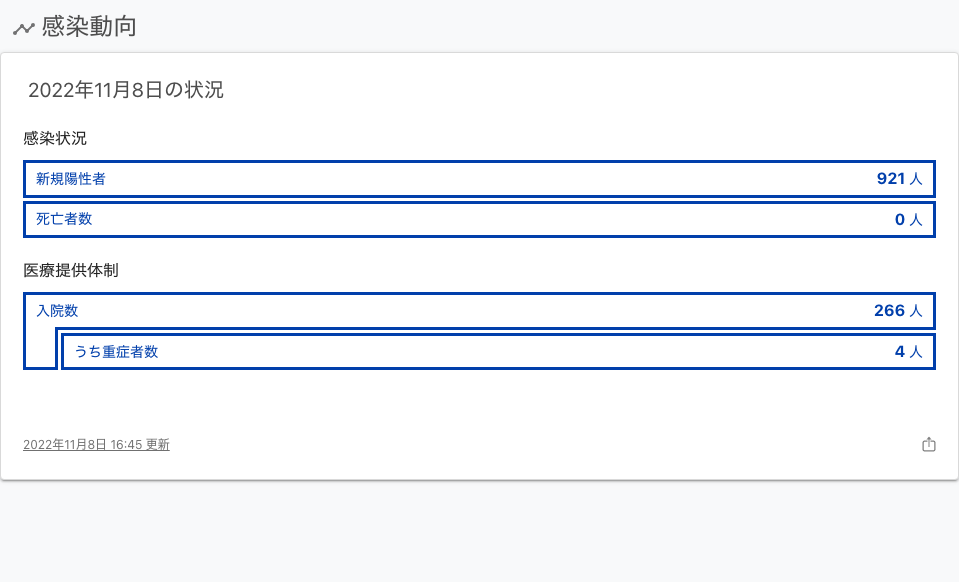 感染動向
2022年11月8日の状況
感染状況
新規陽性者 921 人
死亡者数 0 人
医療提供体制
入院数 266 人
うち重症者数 4 人
2022年11月8日 16:45 更新